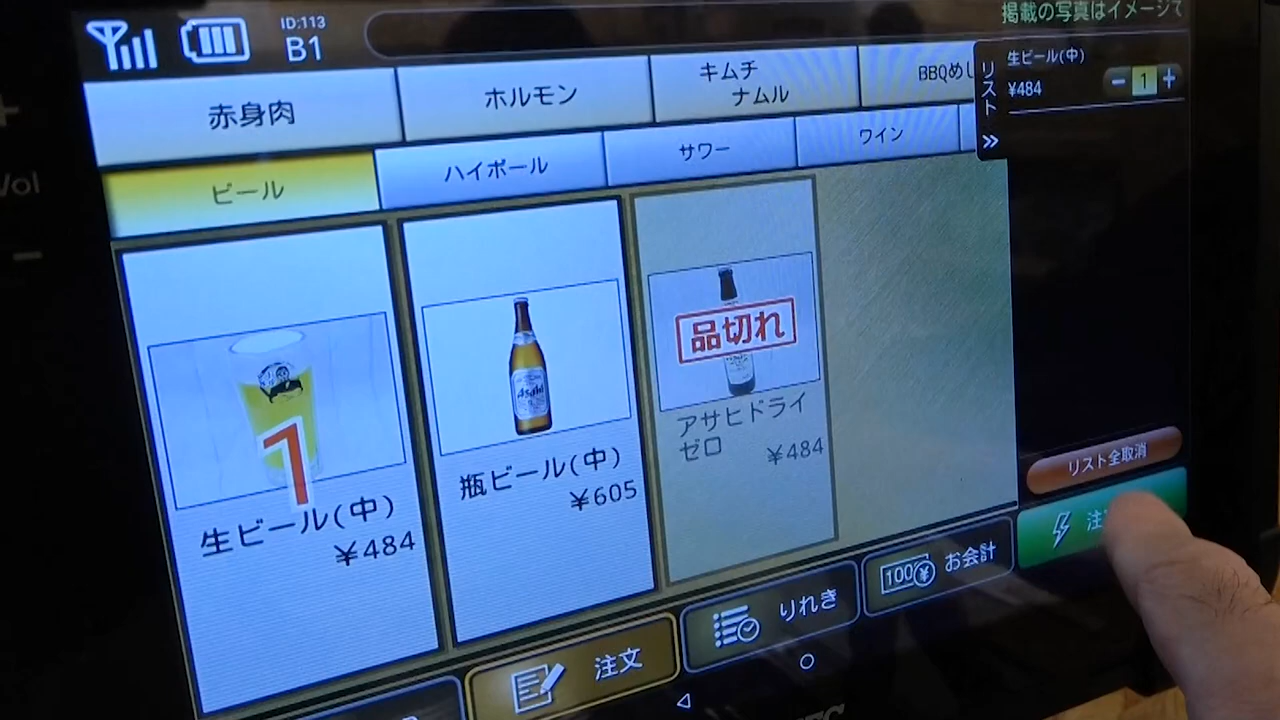 掲載の写真はイメージで
ID:113
B1
赤身肉
ホルモン
キムチ
ナムル
BBQめし
リスト
生ビール(中)
¥484
− 1 +
ビール
ハイボール
サワー
ワイン
Vol
1
生ビール(中)
¥484
Asahi
瓶ビール(中)
¥605
品切れ
アサヒドライ
ゼロ
¥484
リスト全取消
注
注文
りれき
お会計